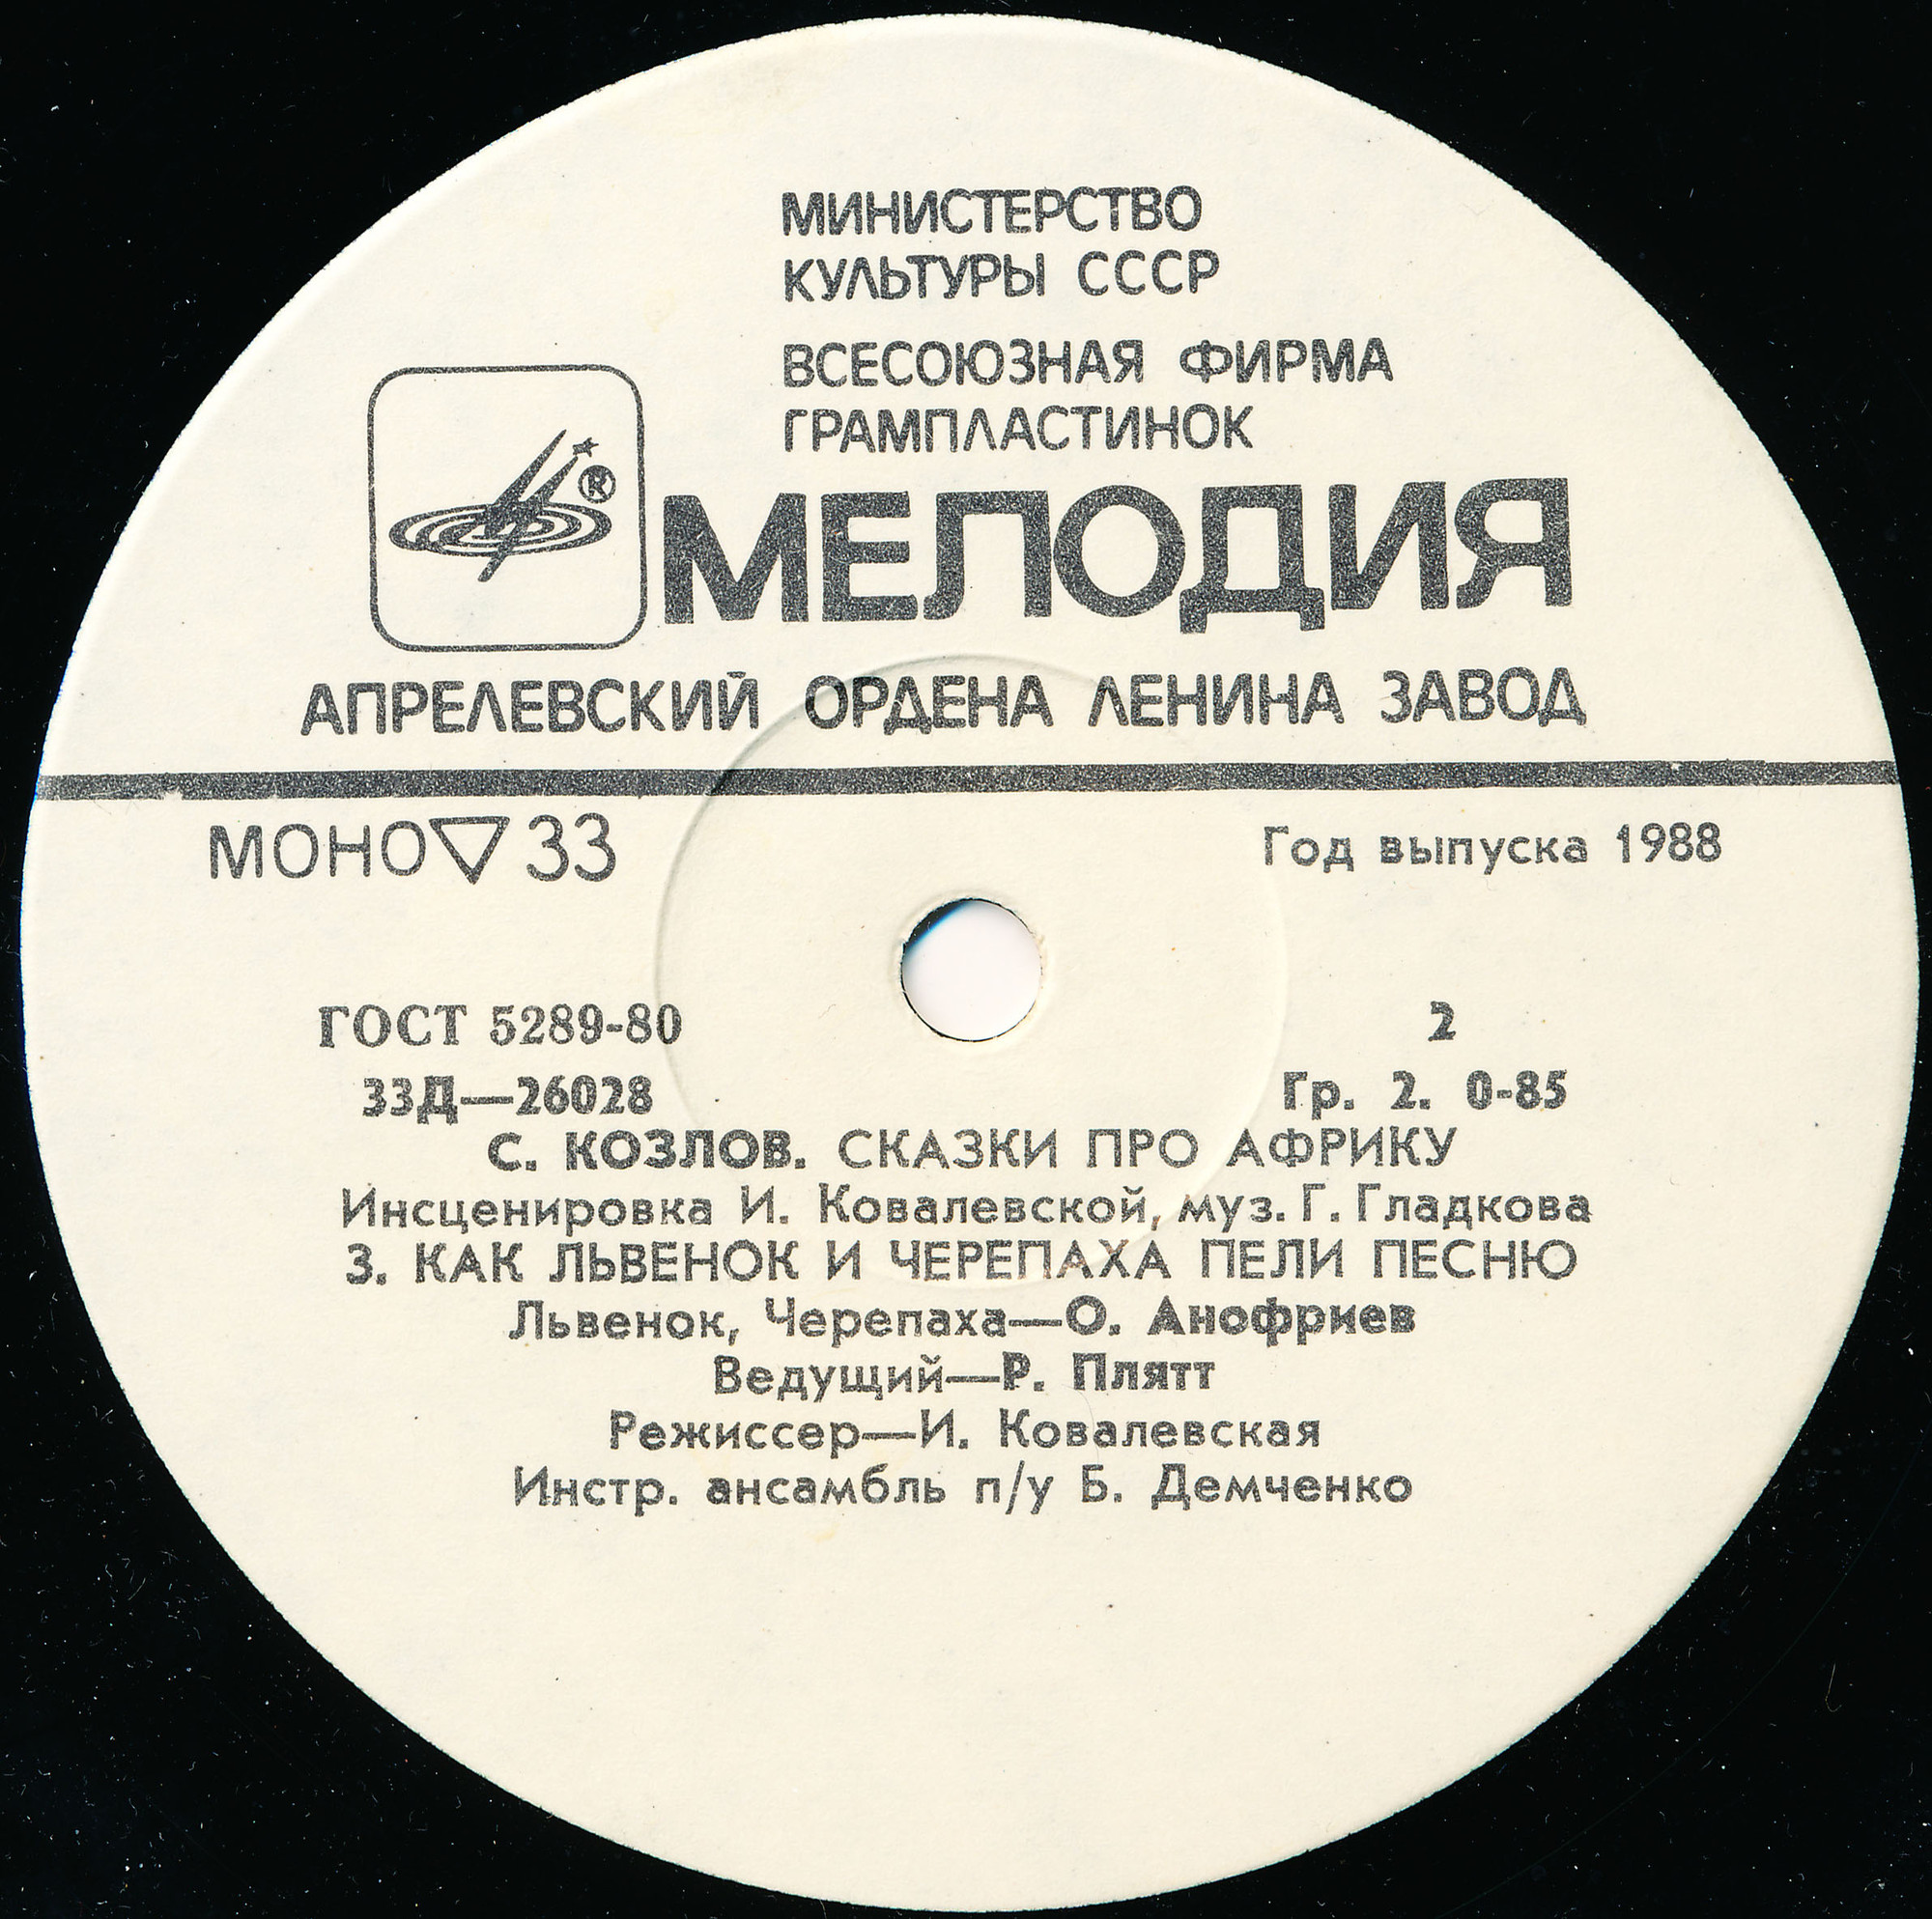 МИНИСТЕРСТВО
КУЛЬТУРЫ СССР
ВСЕСОЮЗНАЯ ФИРМА
ГРАМПЛАСТИНОК
®
МЕЛОДИЯ
АПРЕЛЕВСКИЙ ОРДЕНА ЛЕНИНА ЗАВОД
МОНО▽33 Год выпуска 1988
ГОСТ 5289-80 2
33Д—26028 Гр. 2. 0-85
С. КОЗЛОВ. СКАЗКИ ПРО АФРИКУ
Инсценировка И. Ковалевской, муз. Г. Гладкова
3. КАК ЛЬВЕНОК И ЧЕРЕПАХА ПЕЛИ ПЕСНЮ
Львенок, Черепаха—О. Анофриев
Ведущий—Р. Плятт
Режиссер—И. Ковалевская
Инстр. ансамбль п/у Б. Демченко